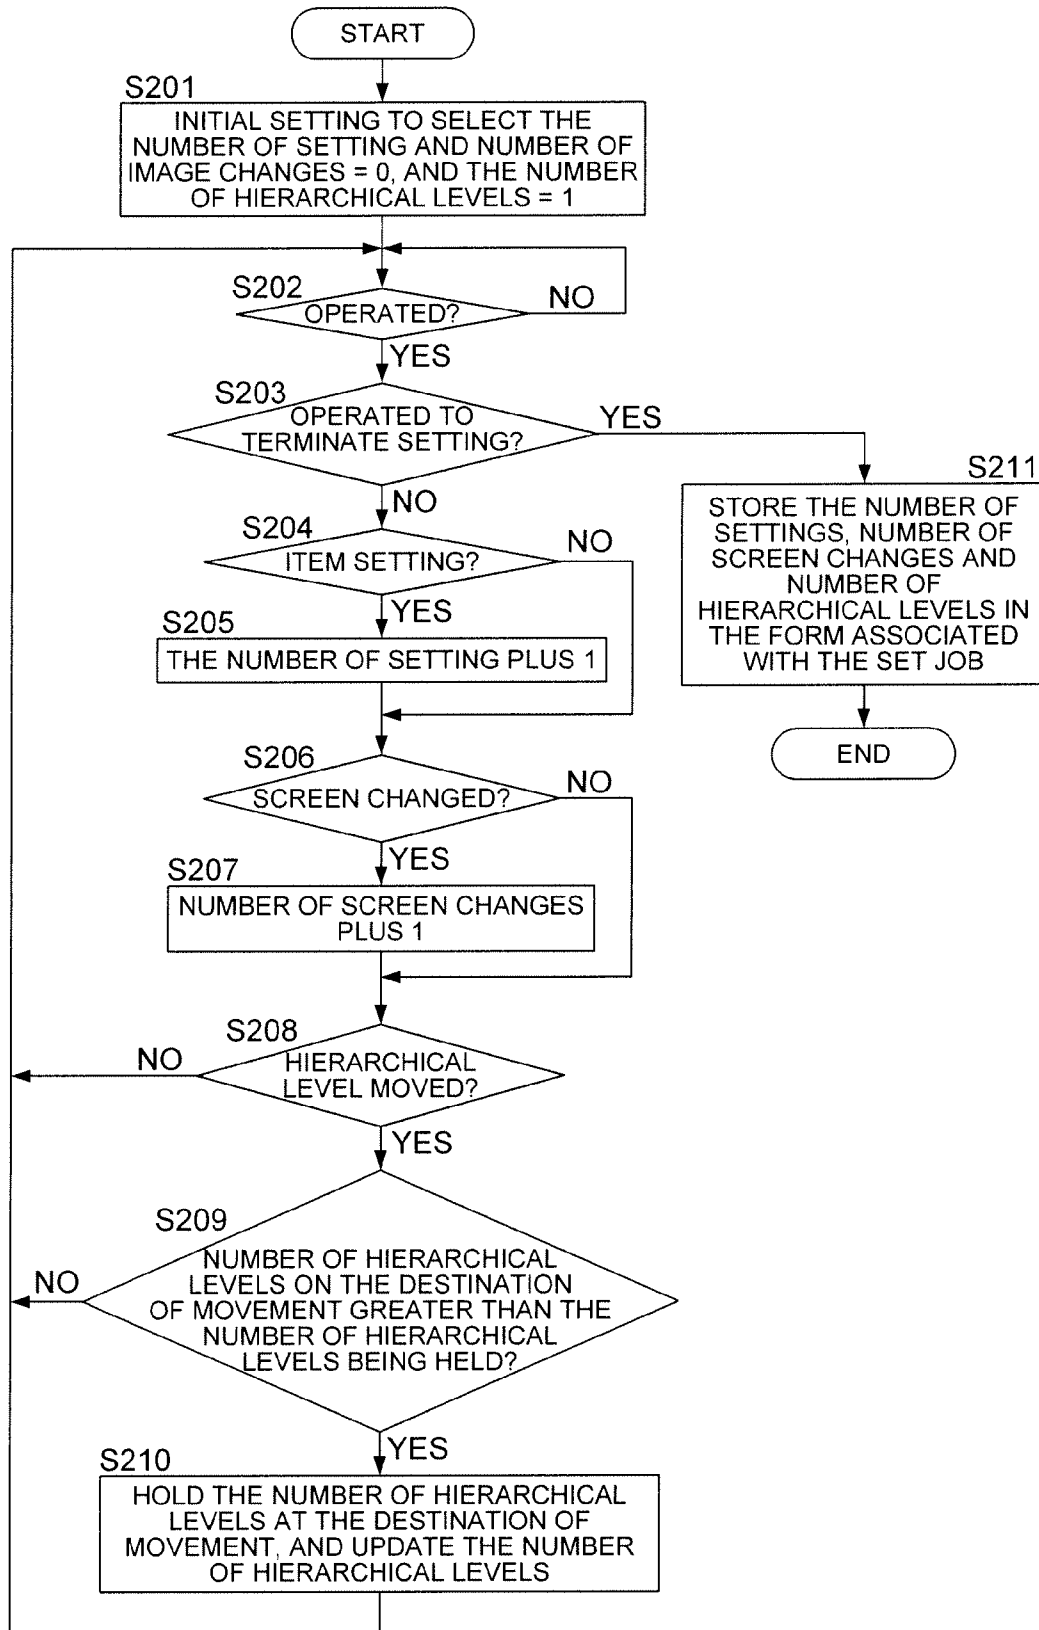 START
S201
INITIAL SETTING TO SELECT THE
NUMBER OF SETTING AND NUMBER OF
IMAGE CHANGES = 0, AND THE NUMBER
OF HIERARCHICAL LEVELS = 1
S202
OPERATED?
NO
YES
S203
OPERATED TO
TERMINATE SETTING?
YES
NO
S211
STORE THE NUMBER OF
SETTINGS, NUMBER OF
SCREEN CHANGES AND
NUMBER OF
HIERARCHICAL LEVELS IN
THE FORM ASSOCIATED
WITH THE SET JOB
END
S204
ITEM SETTING?
NO
YES
S205
THE NUMBER OF SETTING PLUS 1
S206
SCREEN CHANGED?
NO
YES
S207
NUMBER OF SCREEN CHANGES
PLUS 1
S208
HIERARCHICAL
LEVEL MOVED?
NO
YES
S209
NUMBER OF HIERARCHICAL
LEVELS ON THE DESTINATION
OF MOVEMENT GREATER THAN THE
NUMBER OF HIERARCHICAL
LEVELS BEING HELD?
NO
YES
S210
HOLD THE NUMBER OF HIERARCHICAL
LEVELS AT THE DESTINATION OF
MOVEMENT, AND UPDATE THE NUMBER
OF HIERARCHICAL LEVELS